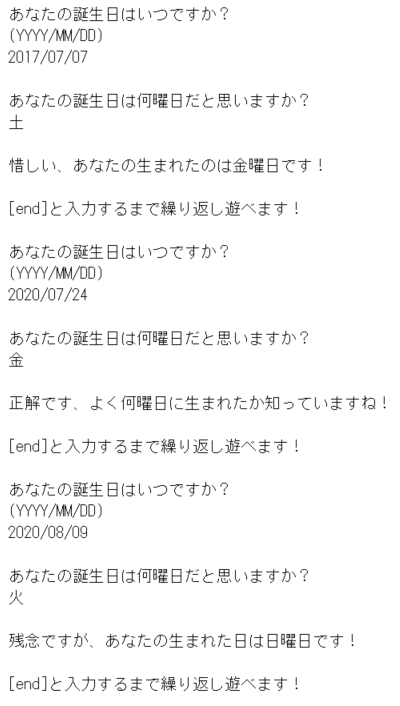 あなたの誕生日はいつですか？
(YYYY/MM/DD)
2017/07/07
あなたの誕生日は何曜日だと思いますか？
土
惜しい、あなたの生まれたのは金曜日です！
[end]と入力するまで繰り返し遊べます！
あなたの誕生日はいつですか？
(YYYY/MM/DD)
2020/07/24
あなたの誕生日は何曜日だと思いますか？
金
正解です、よく何曜日に生まれたか知っていますね！
[end]と入力するまで繰り返し遊べます！
あなたの誕生日はいつですか？
(YYYY/MM/DD)
2020/08/09
あなたの誕生日は何曜日だと思いますか？
火
残念ですが、あなたの生まれた日は日曜日です！
[end]と入力するまで繰り返し遊べます！